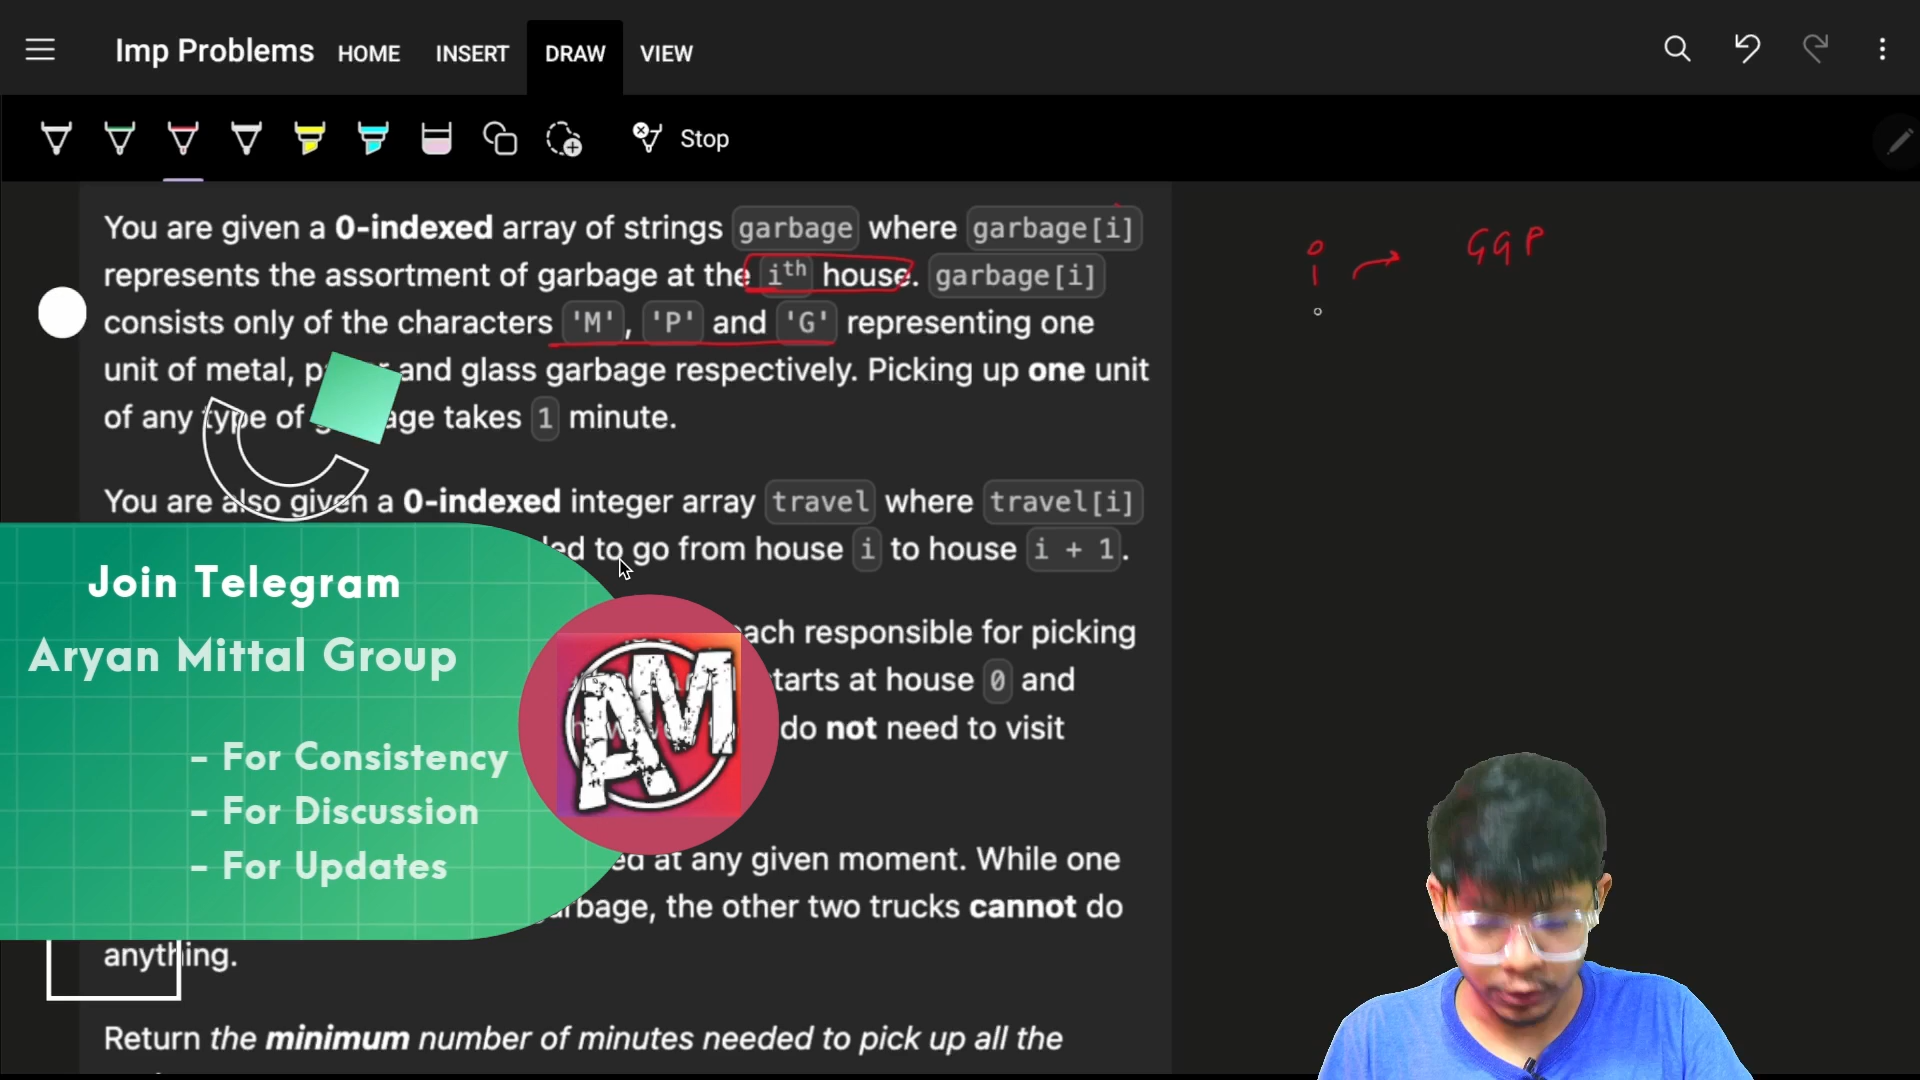 Imp Problems HOME INSERT DRAW VIEW
Stop
You are given a 0-indexed array of strings garbage where garbage[i]
represents the assortment of garbage at the ith house. garbage[i]
consists only of the characters 'M', 'P' and 'G' representing one
unit of metal, and glass garbage respectively. Picking up one unit
of any type of takes 1 minute.
You are also given a 0-indexed integer array travel where travel[i]
to go from house i to house i + 1.
responsible for picking
starts at house 0 and
do not need to visit
at any given moment. While one
garbage, the other two trucks cannot do
anything.
Return the minimum number of minutes needed to pick up all the
i → GGP
Join Telegram
Aryan Mittal Group
- For Consistency
- For Discussion
- For Updates
AM